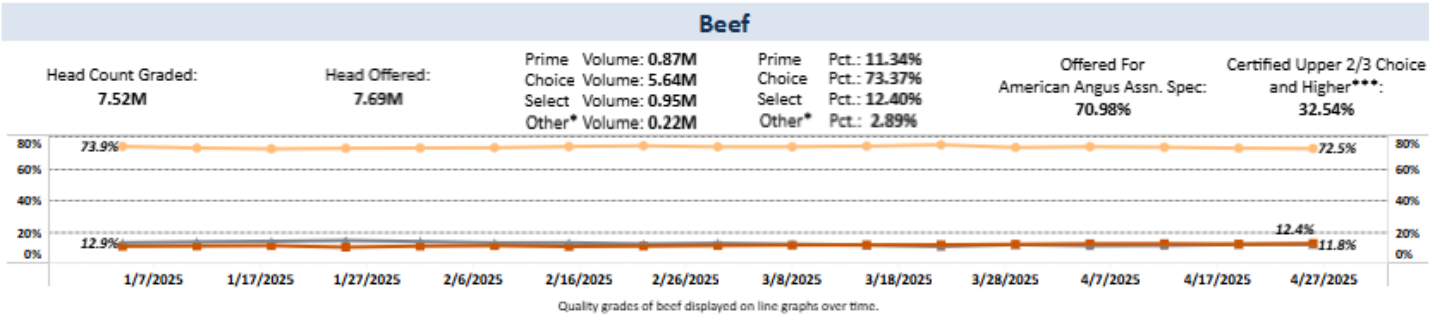 Beef
Head Count Graded:
7.52M
Head Offered:
7.69M
Prime Volume: 0.87M
Choice Volume: 5.64M
Select Volume: 0.95M
Other* Volume: 0.22M
Prime Pct.: 11.34%
Choice Pct.: 73.37%
Select Pct.: 12.40%
Other* Pct.: 2.89%
Offered For
American Angus Assn. Spec:
70.98%
Certified Upper 2/3 Choice
and Higher***:
32.54%
80% 73.9% 72.5% 80%
60% 60%
40% 40%
20% 12.4% 20%
12.9% 11.8%
0% 0%
1/7/2025 1/17/2025 1/27/2025 2/6/2025 2/16/2025 2/26/2025 3/8/2025 3/18/2025 3/28/2025 4/7/2025 4/17/2025 4/27/2025
Quality grades of beef displayed on line graphs over time.